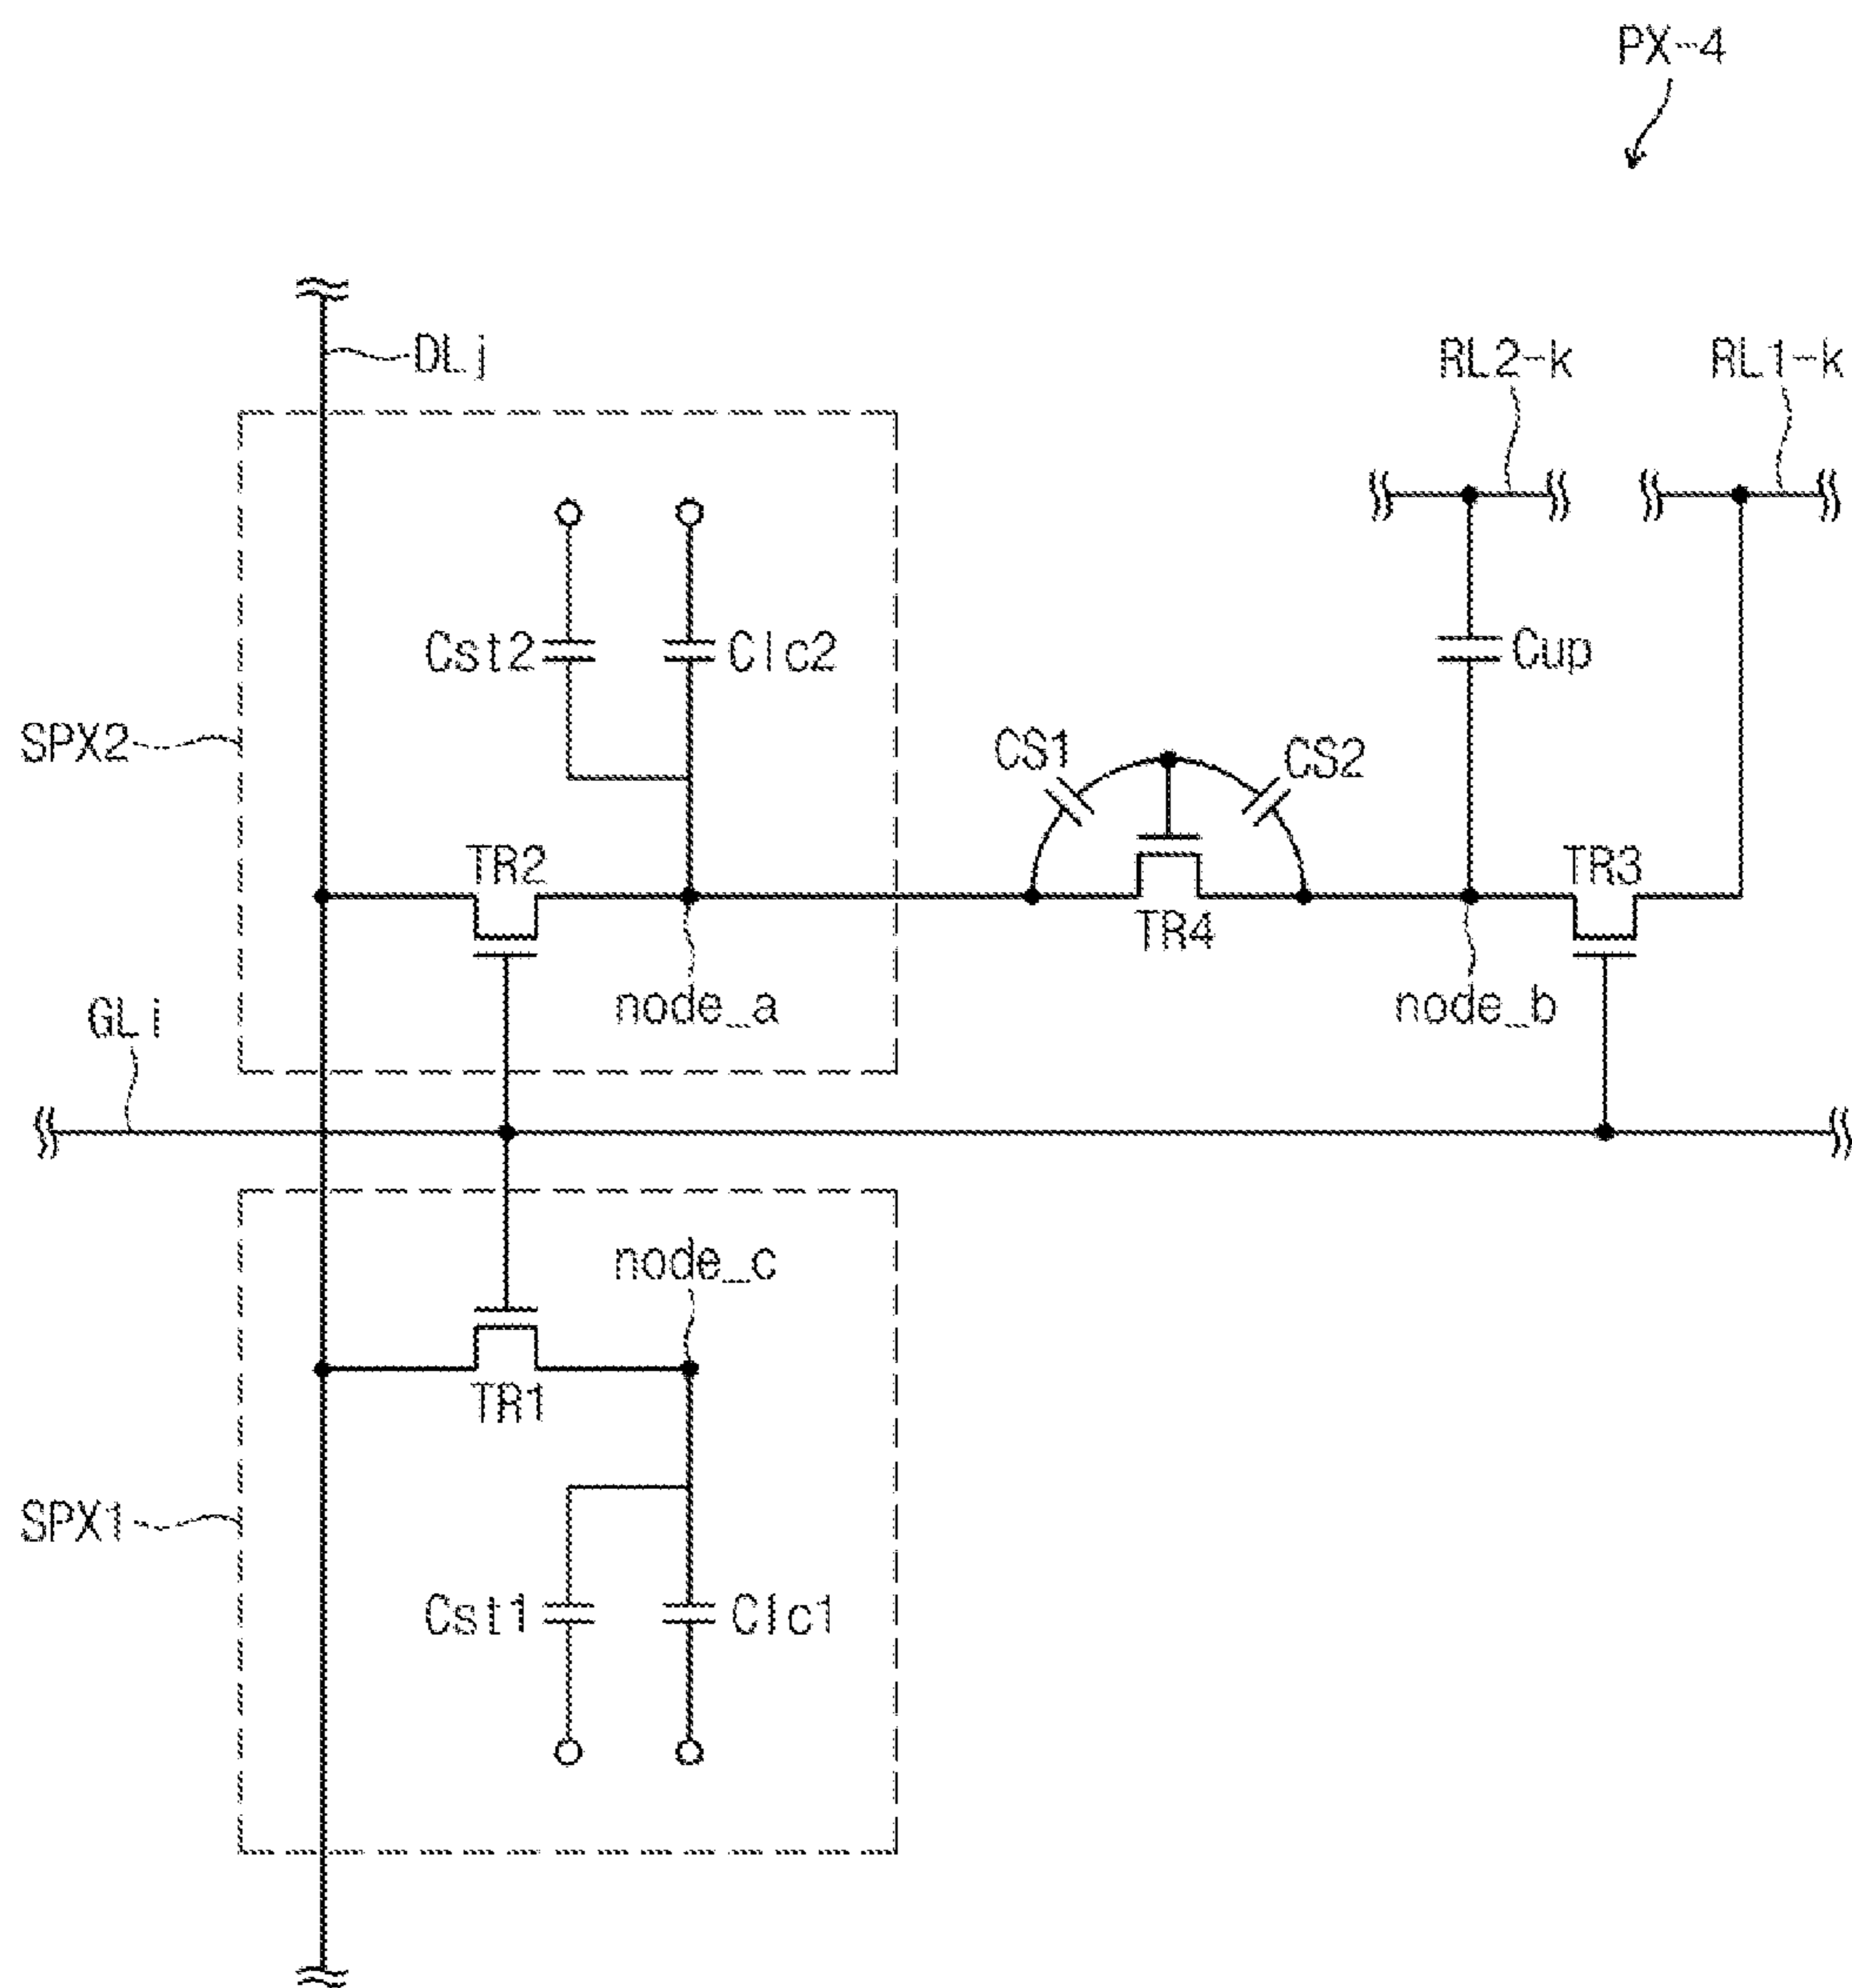 PX-4
DLj
RL2-k
RL1-k
Cst2
Clc2
Cup
SPX2
CS1
CS2
TR2
TR3
TR4
node_a
node_b
GLi
node_c
TR1
SPX1
Cst1
Clc1